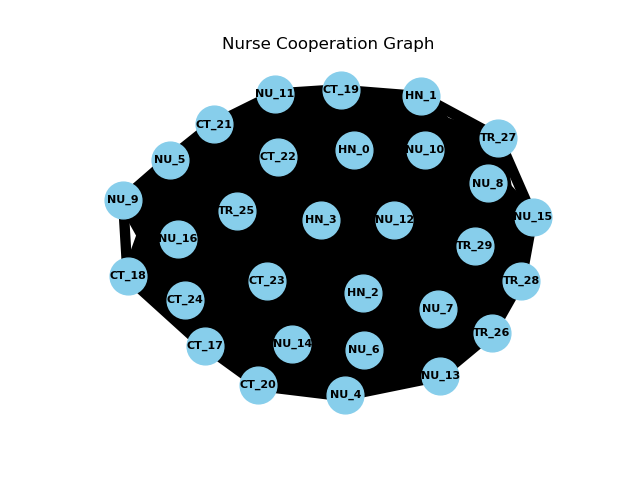 Nurse Cooperation Graph
CT_19
NU_11
HN_1
CT_21
TR_27
HN_0
NU_10
CT_22
NU_5
NU_8
NU_9
TR_25
NU_15
HN_3
NU_12
NU_16
TR_29
CT_18
CT_23
TR_28
HN_2
CT_24
NU_7
TR_26
NU_14
CT_17
NU_6
NU_13
CT_20
NU_4